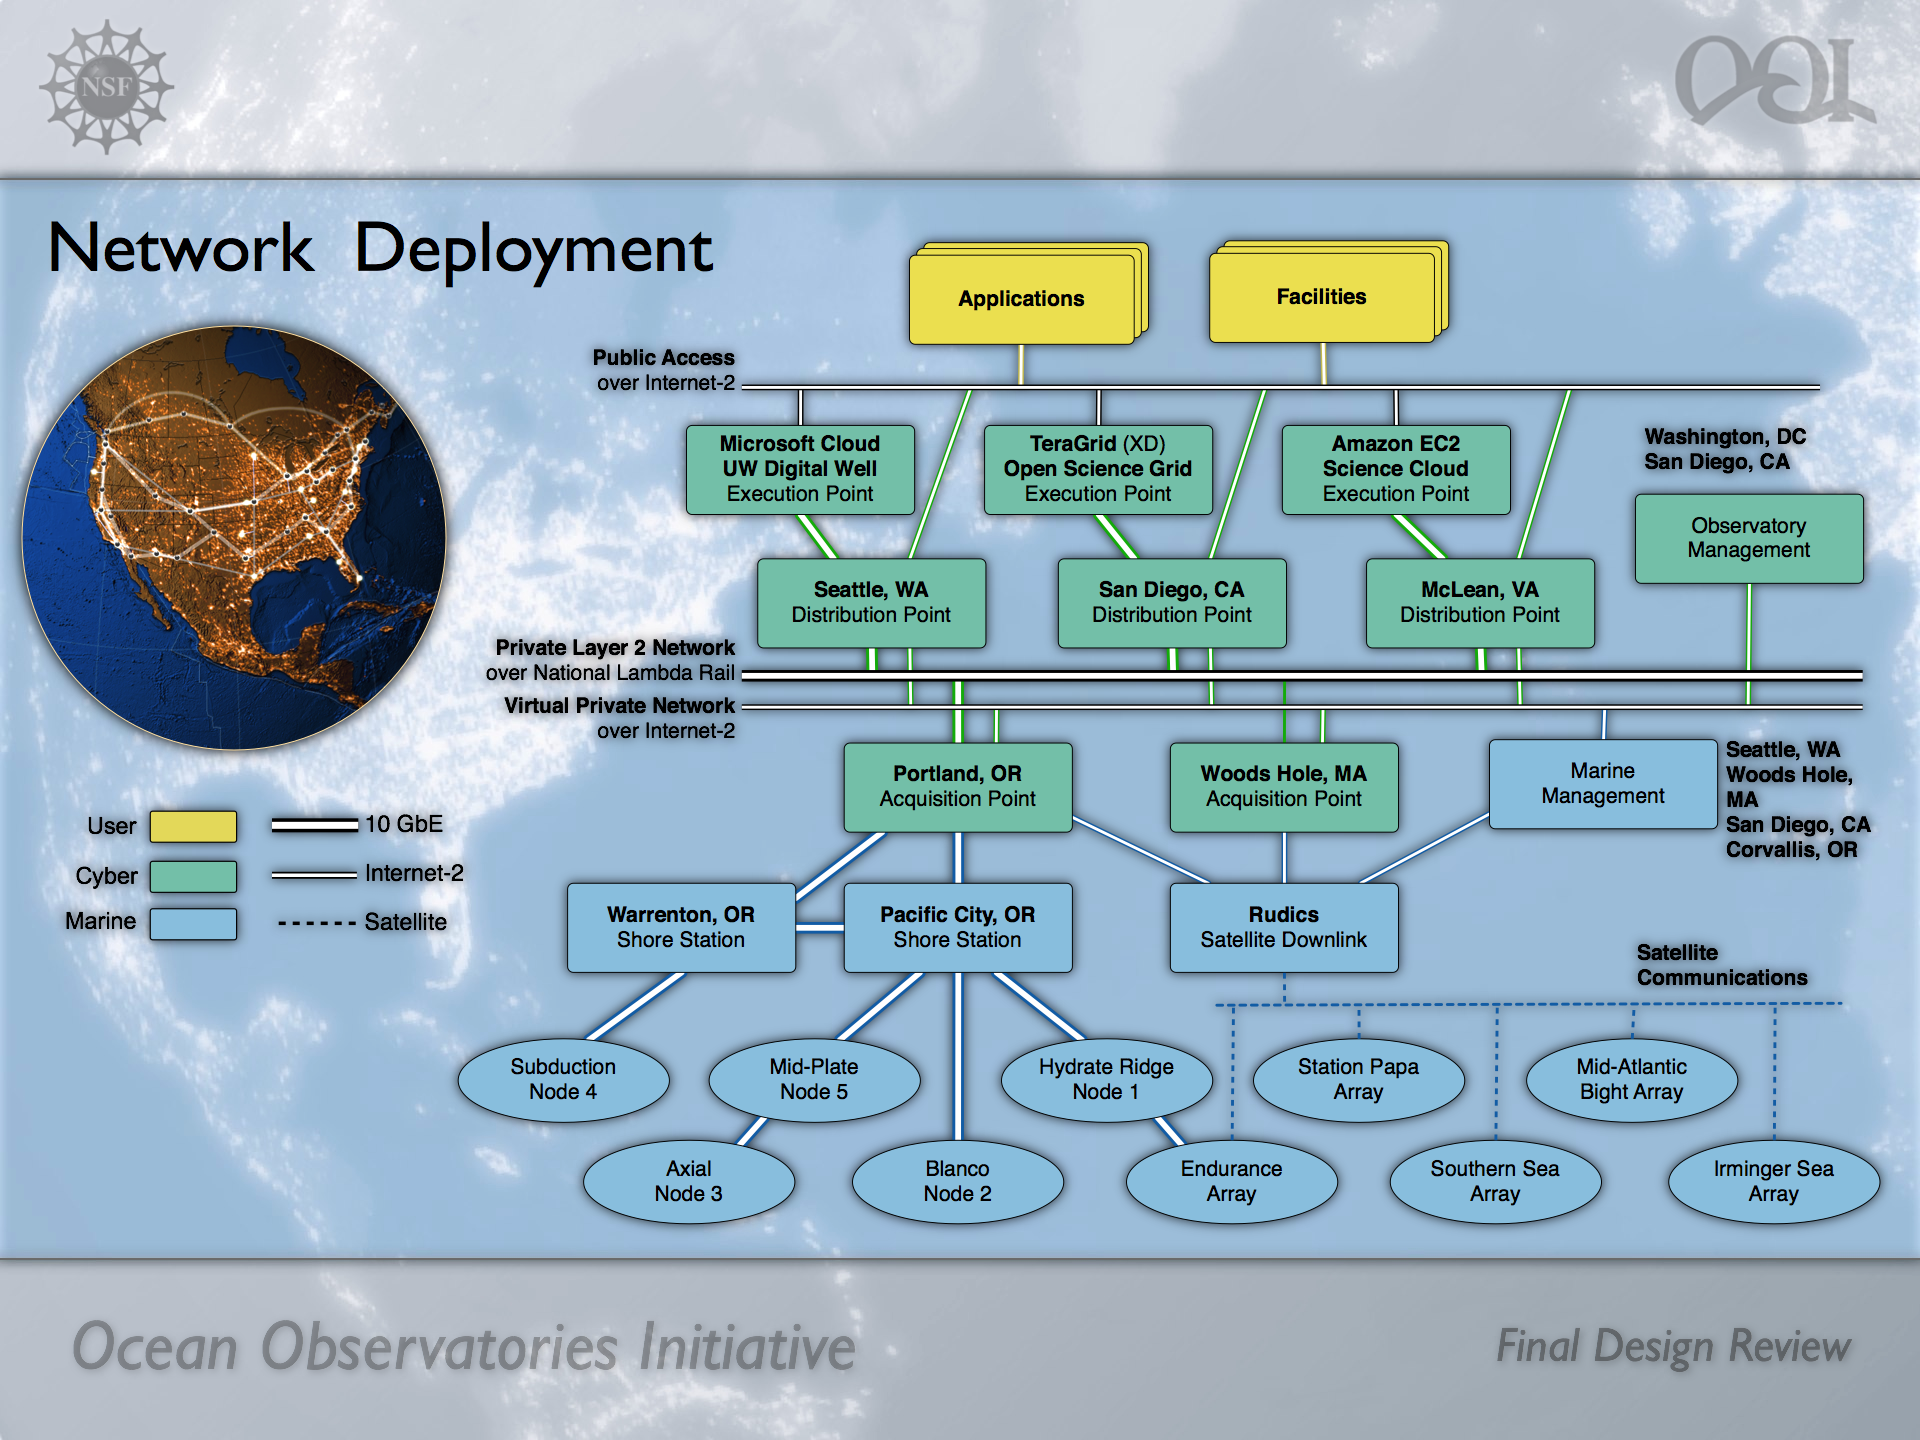 NSF
OOI
Network Deployment
Applications
Facilities
Public Access
over Internet-2
Microsoft Cloud
UW Digital Well
Execution Point
TeraGrid (XD)
Open Science Grid
Execution Point
Amazon EC2
Science Cloud
Execution Point
Washington, DC
San Diego, CA
Observatory
Management
Seattle, WA
Distribution Point
San Diego, CA
Distribution Point
McLean, VA
Distribution Point
Private Layer 2 Network
over National Lambda Rail
Virtual Private Network
over Internet-2
Portland, OR
Acquisition Point
Woods Hole, MA
Acquisition Point
Marine
Management
Seattle, WA
Woods Hole,
MA
San Diego, CA
Corvallis, OR
User
10 GbE
Cyber
Internet-2
Marine
Satellite
Warrenton, OR
Shore Station
Pacific City, OR
Shore Station
Rudics
Satellite Downlink
Satellite
Communications
Subduction
Node 4
Mid-Plate
Node 5
Hydrate Ridge
Node 1
Station Papa
Array
Mid-Atlantic
Bight Array
Axial
Node 3
Blanco
Node 2
Endurance
Array
Southern Sea
Array
Irminger Sea
Array
Ocean Observatories Initiative
Final Design Review